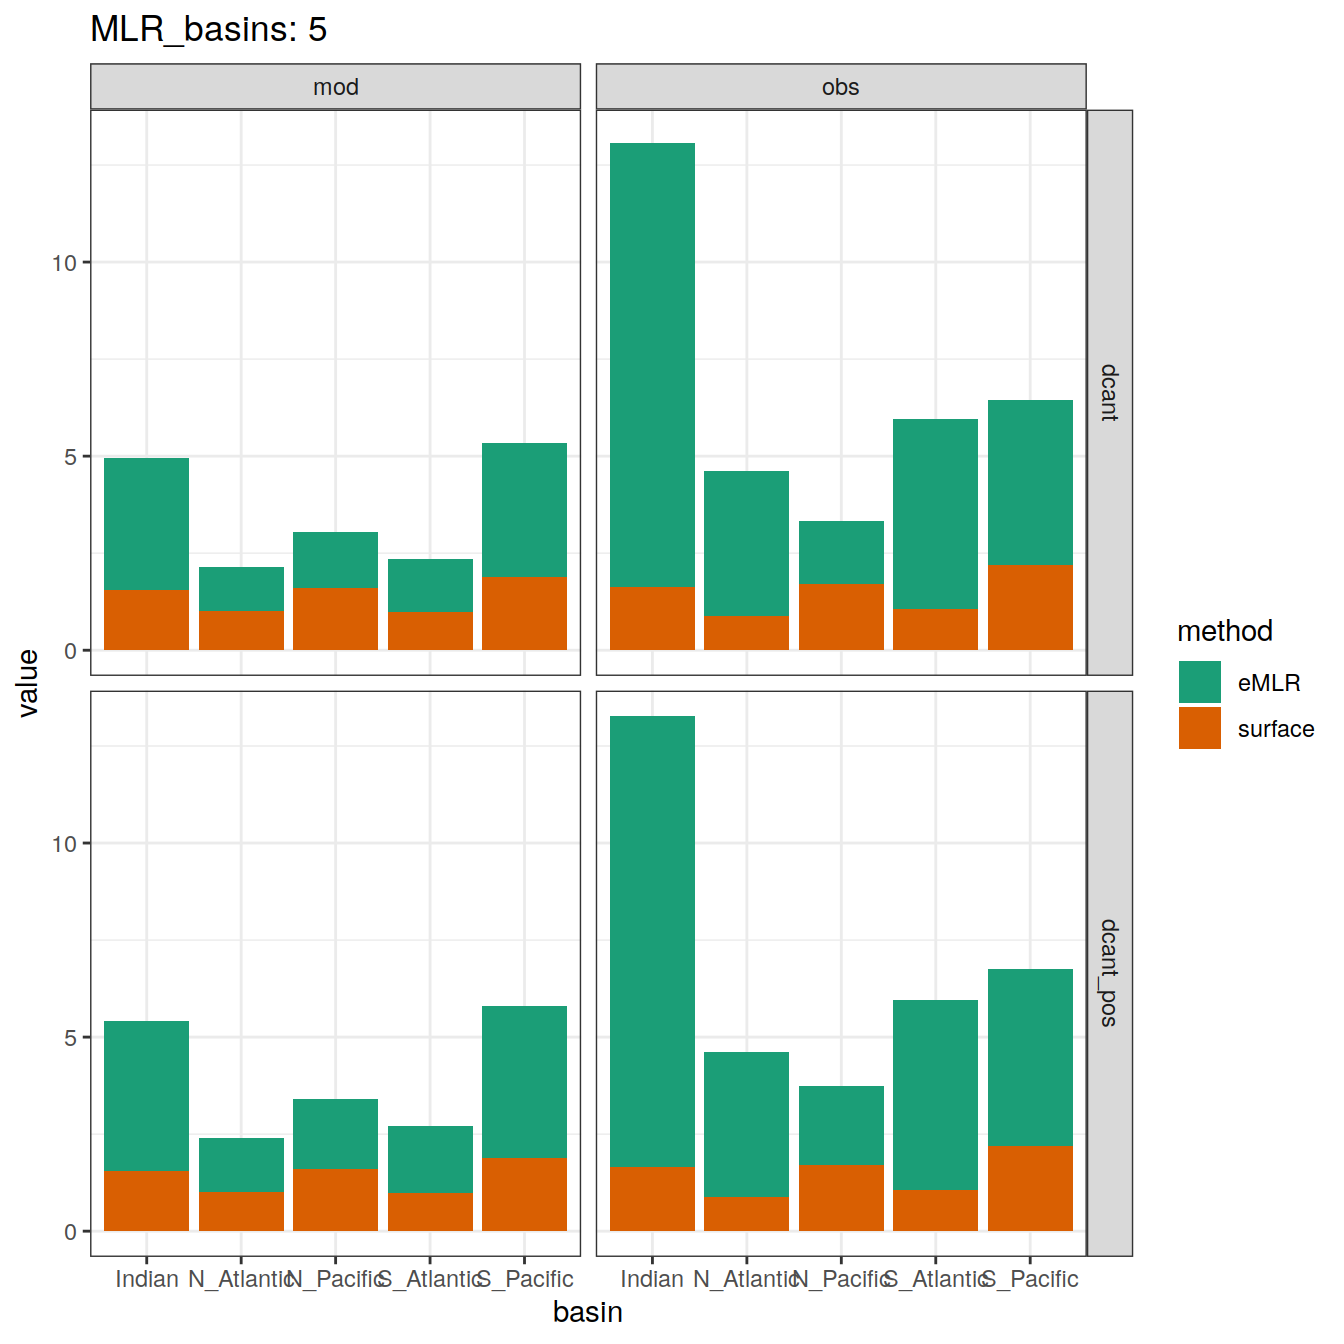 MLR_basins: 5
mod
obs
10
5
0
dcant
10
5
0
dcant_pos
value
Indian N_Atlantic N_Pacific S_Atlantic S_Pacific
Indian N_Atlantic N_Pacific S_Atlantic S_Pacific
basin
method
eMLR
surface